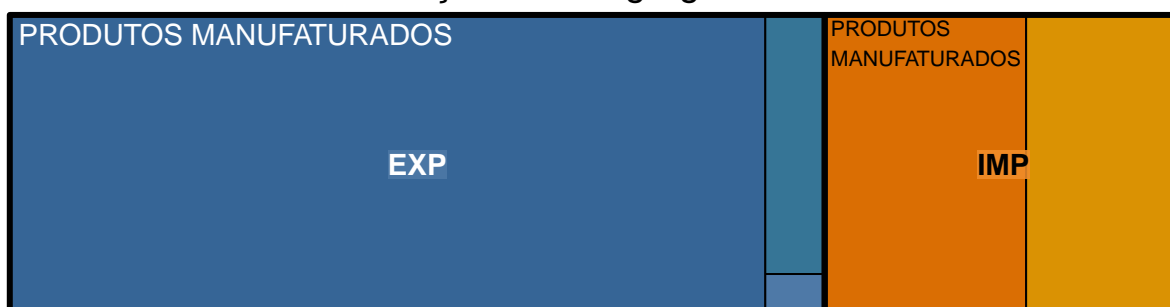 PRODUTOS MANUFATURADOS
EXP
PRODUTOS
MANUFATURADOS
IMP